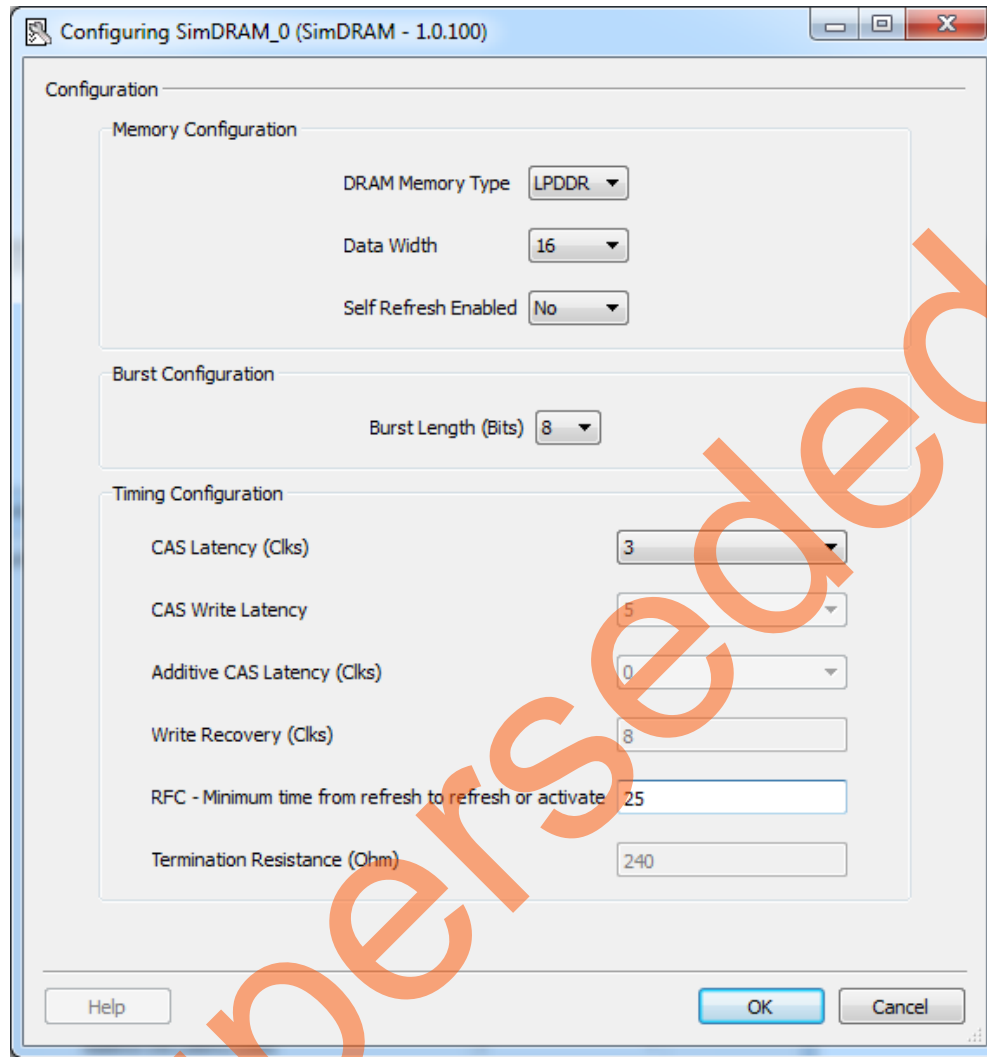 Configuring SimDRAM_0 (SimDRAM - 1.0.100)
Configuration
Memory Configuration
DRAM Memory Type LPDDR
Data Width 16
Self Refresh Enabled No
Burst Configuration
Burst Length (Bits) 8
Timing Configuration
CAS Latency (Clks) 3
CAS Write Latency 5
Additive CAS Latency (Clks) 0
Write Recovery (Clks) 8
RFC - Minimum time from refresh to refresh or activate 25
Termination Resistance (Ohm) 240
Help OK Cancel
persed